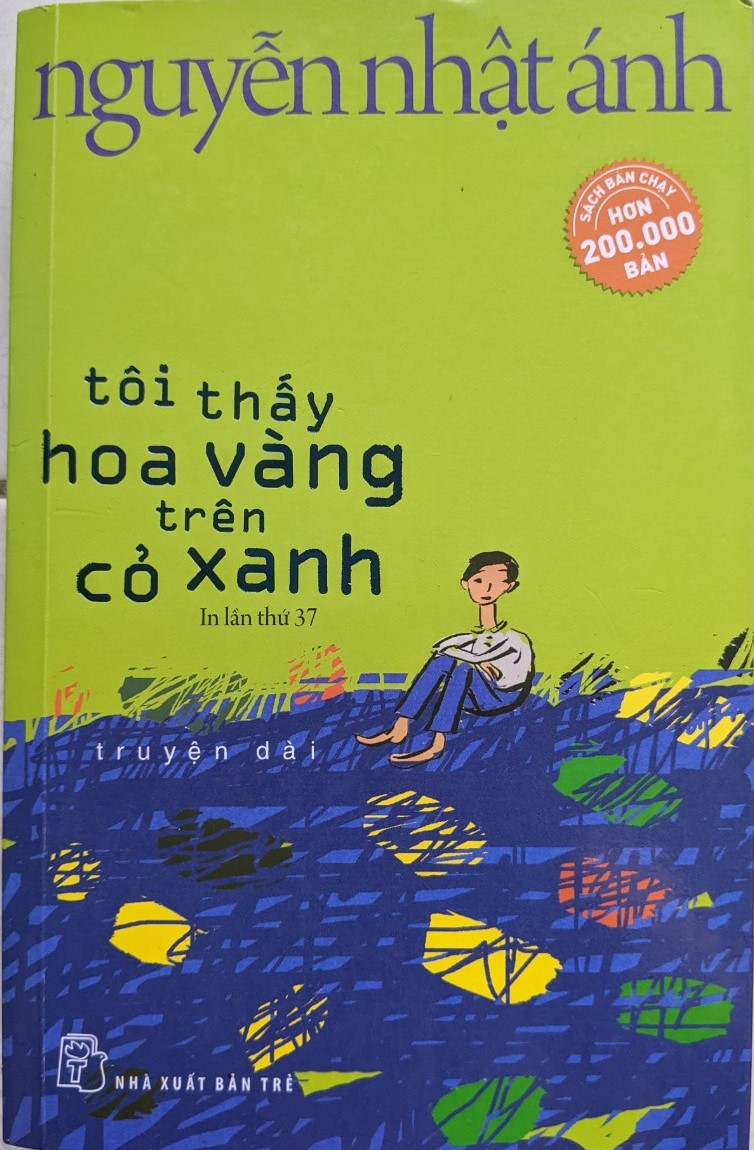 nguyễn nhật ánh
SÁCH BÁN CHẠY
HƠN
200.000
BẢN
tôi thấy
hoa vàng
trên
cỏ xanh
In lần thứ 37
truyện dài
T
NHÀ XUẤT BẢN TRẺ